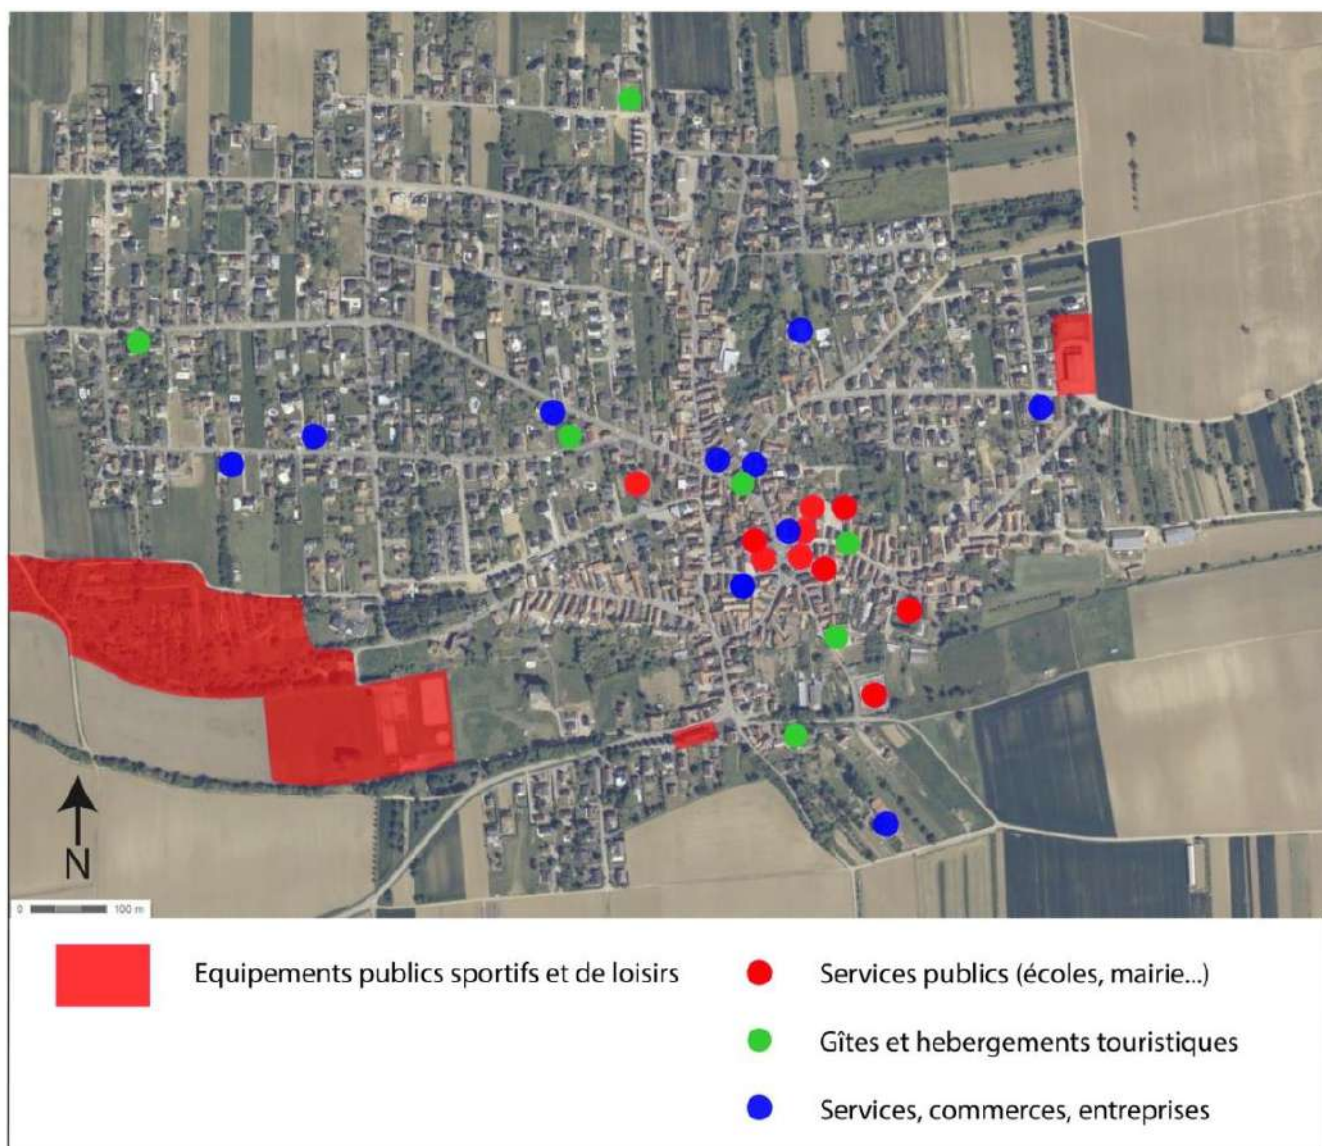 N
0 100 m
Equipements publics sportifs et de loisirs
Services publics (écoles, mairie...)
Gîtes et hebergements touristiques
Services, commerces, entreprises